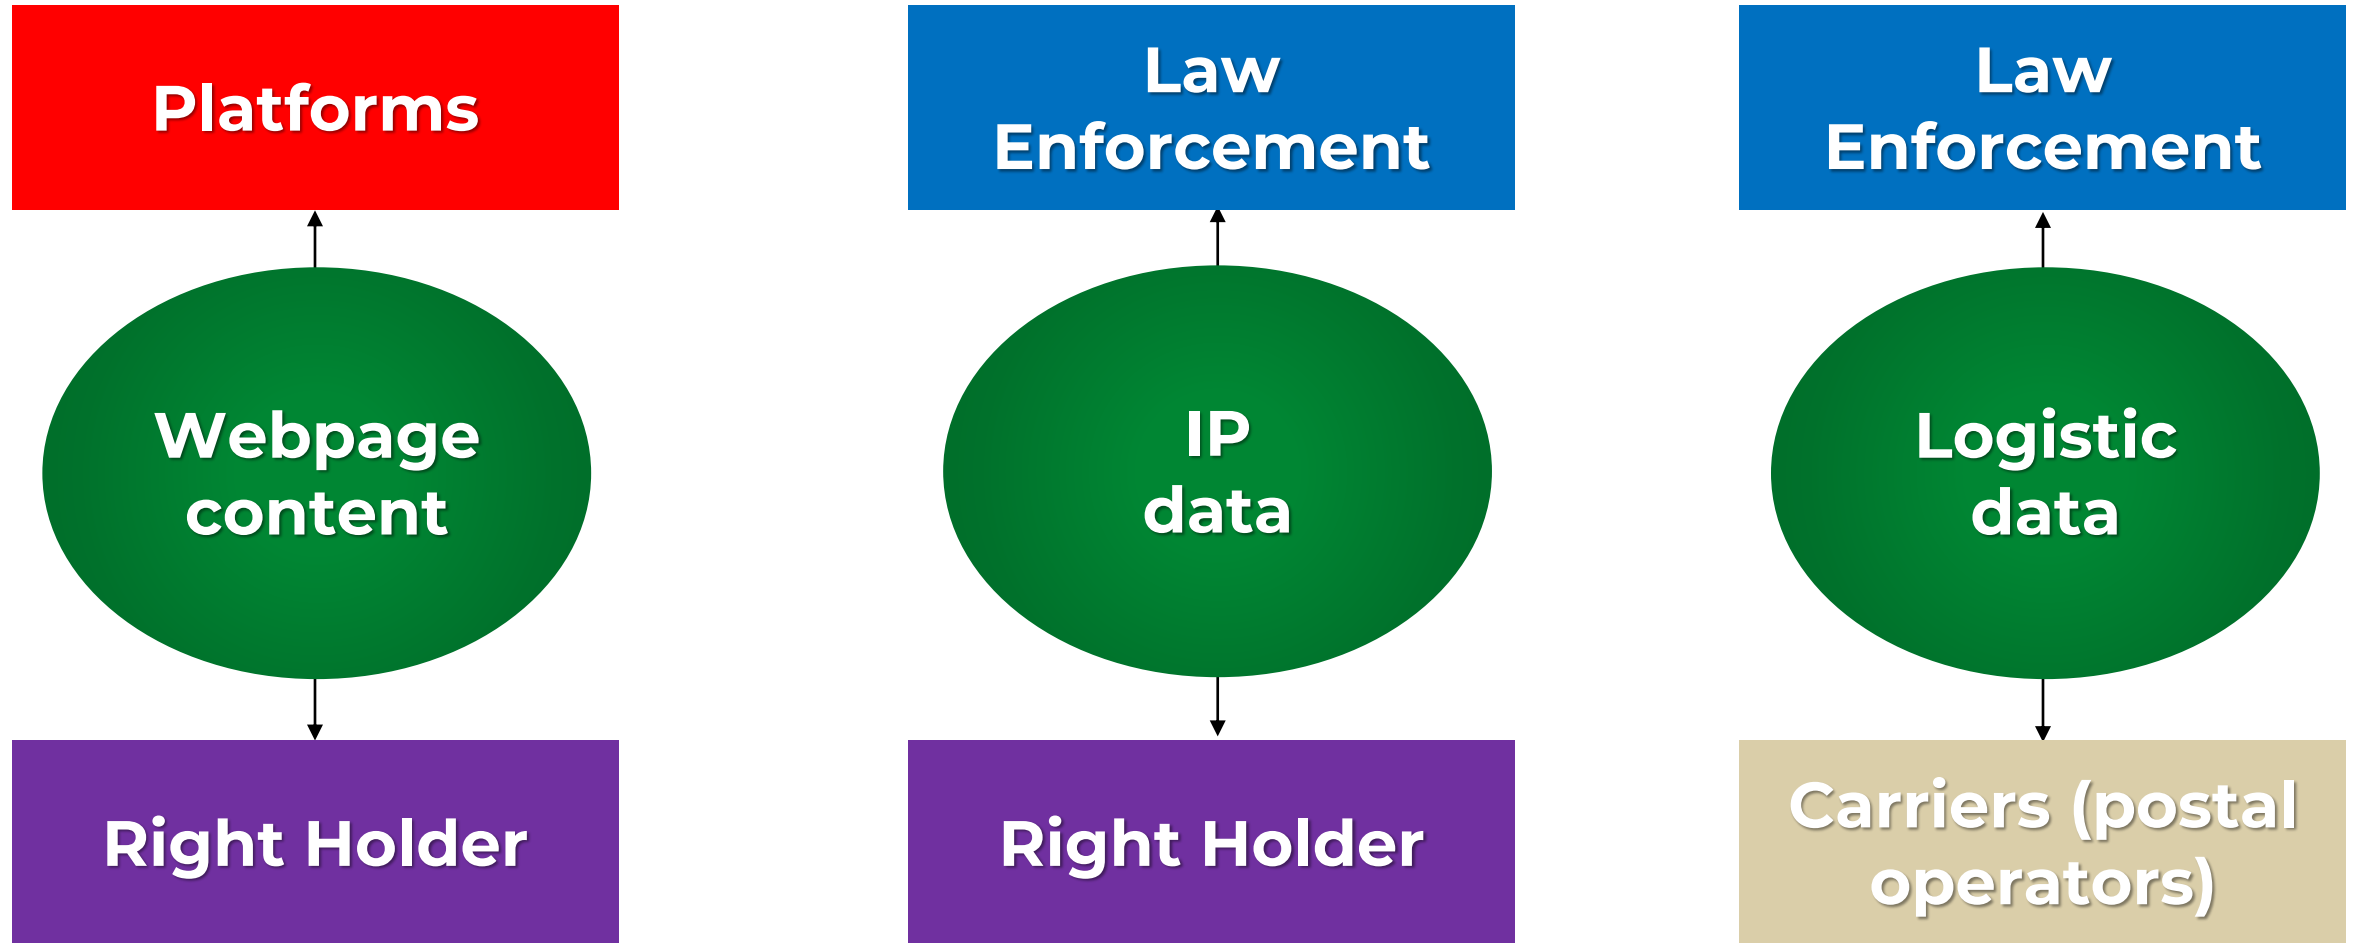 Platforms
Webpage
content
Right Holder
Law
Enforcement
IP
data
Right Holder
Law
Enforcement
Logistic
data
Carriers (postal
operators)